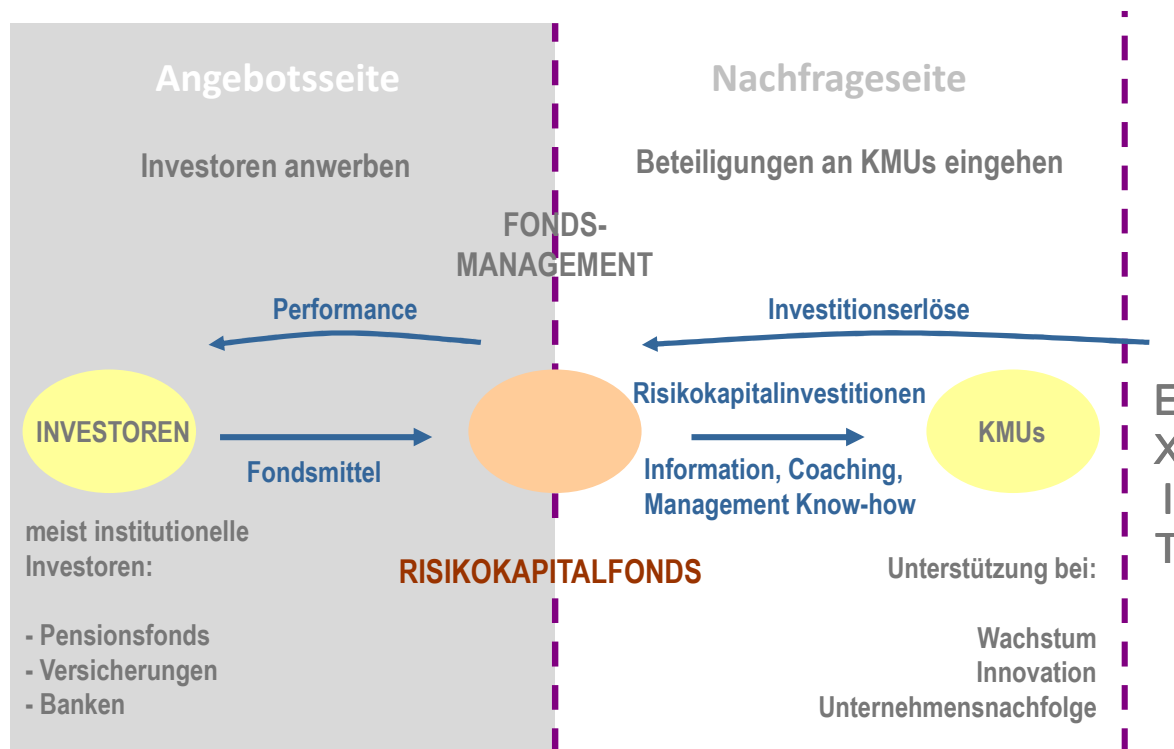 Angebotsseite
Nachfrageseite
Investoren anwerben
Beteiligungen an KMUs eingehen
FONDS-
MANAGEMENT
Performance
Investitionserlöse
INVESTOREN
Fondsmittel
Risikokapitalinvestitionen
Information, Coaching,
Management Know-how
KMUs
E
X
I
T
meist institutionelle
Investoren:
- Pensionsfonds
- Versicherungen
- Banken
RISIKOKAPITALFONDS
Unterstützung bei:
Wachstum
Innovation
Unternehmensnachfolge